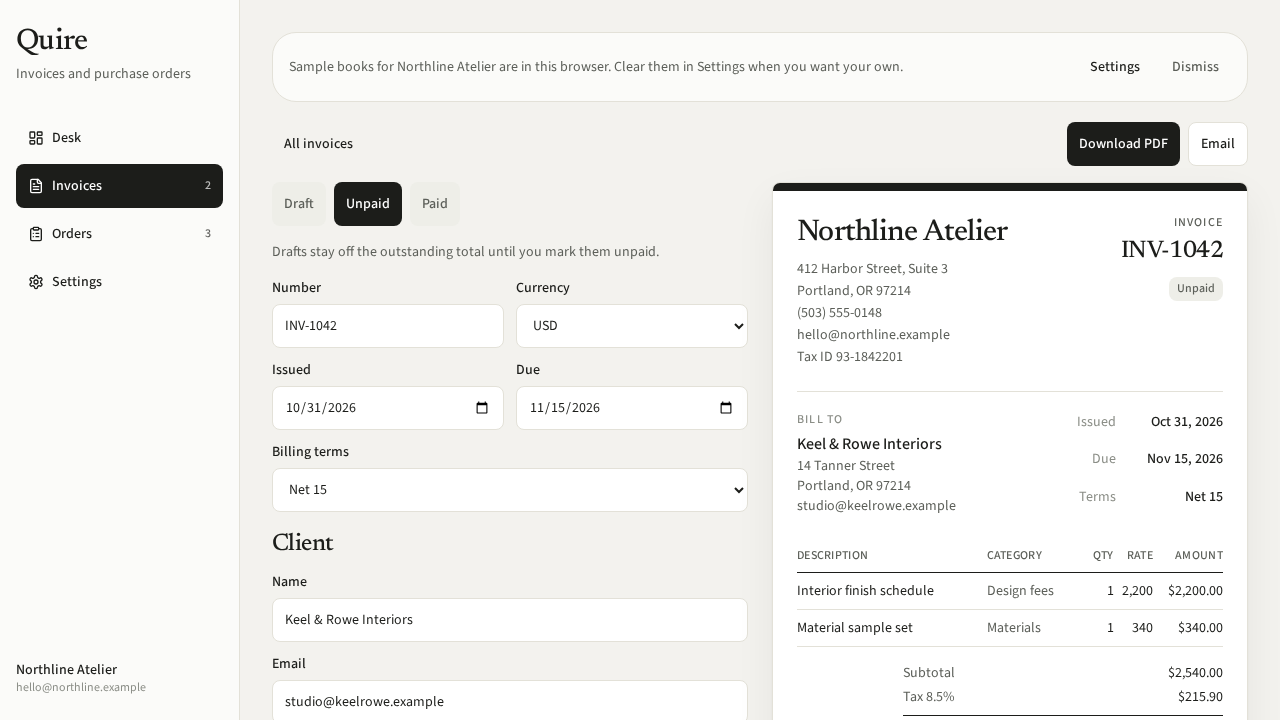 Quire
Invoices and purchase orders
Desk
Invoices 2
Orders 3
Settings
Northline Atelier
hello@northline.example
Sample books for Northline Atelier are in this browser. Clear them in Settings when you want your own.
Settings
Dismiss
All invoices
Download PDF
Email
Draft
Unpaid
Paid
Drafts stay off the outstanding total until you mark them unpaid.
Number
INV-1042
Currency
USD
Issued
10/31/2026
Due
11/15/2026
Billing terms
Net 15
Client
Name
Keel & Rowe Interiors
Email
studio@keelrowe.example
Northline Atelier
412 Harbor Street, Suite 3
Portland, OR 97214
(503) 555-0148
hello@northline.example
Tax ID 93-1842201
INVOICE
INV-1042
Unpaid
BILL TO
Keel & Rowe Interiors
14 Tanner Street
Portland, OR 97214
studio@keelrowe.example
Issued Oct 31, 2026
Due Nov 15, 2026
Terms Net 15
DESCRIPTION CATEGORY QTY RATE AMOUNT
Interior finish schedule Design fees 1 2,200 $2,200.00
Material sample set Materials 1 340 $340.00
Subtotal $2,540.00
Tax 8.5% $215.90